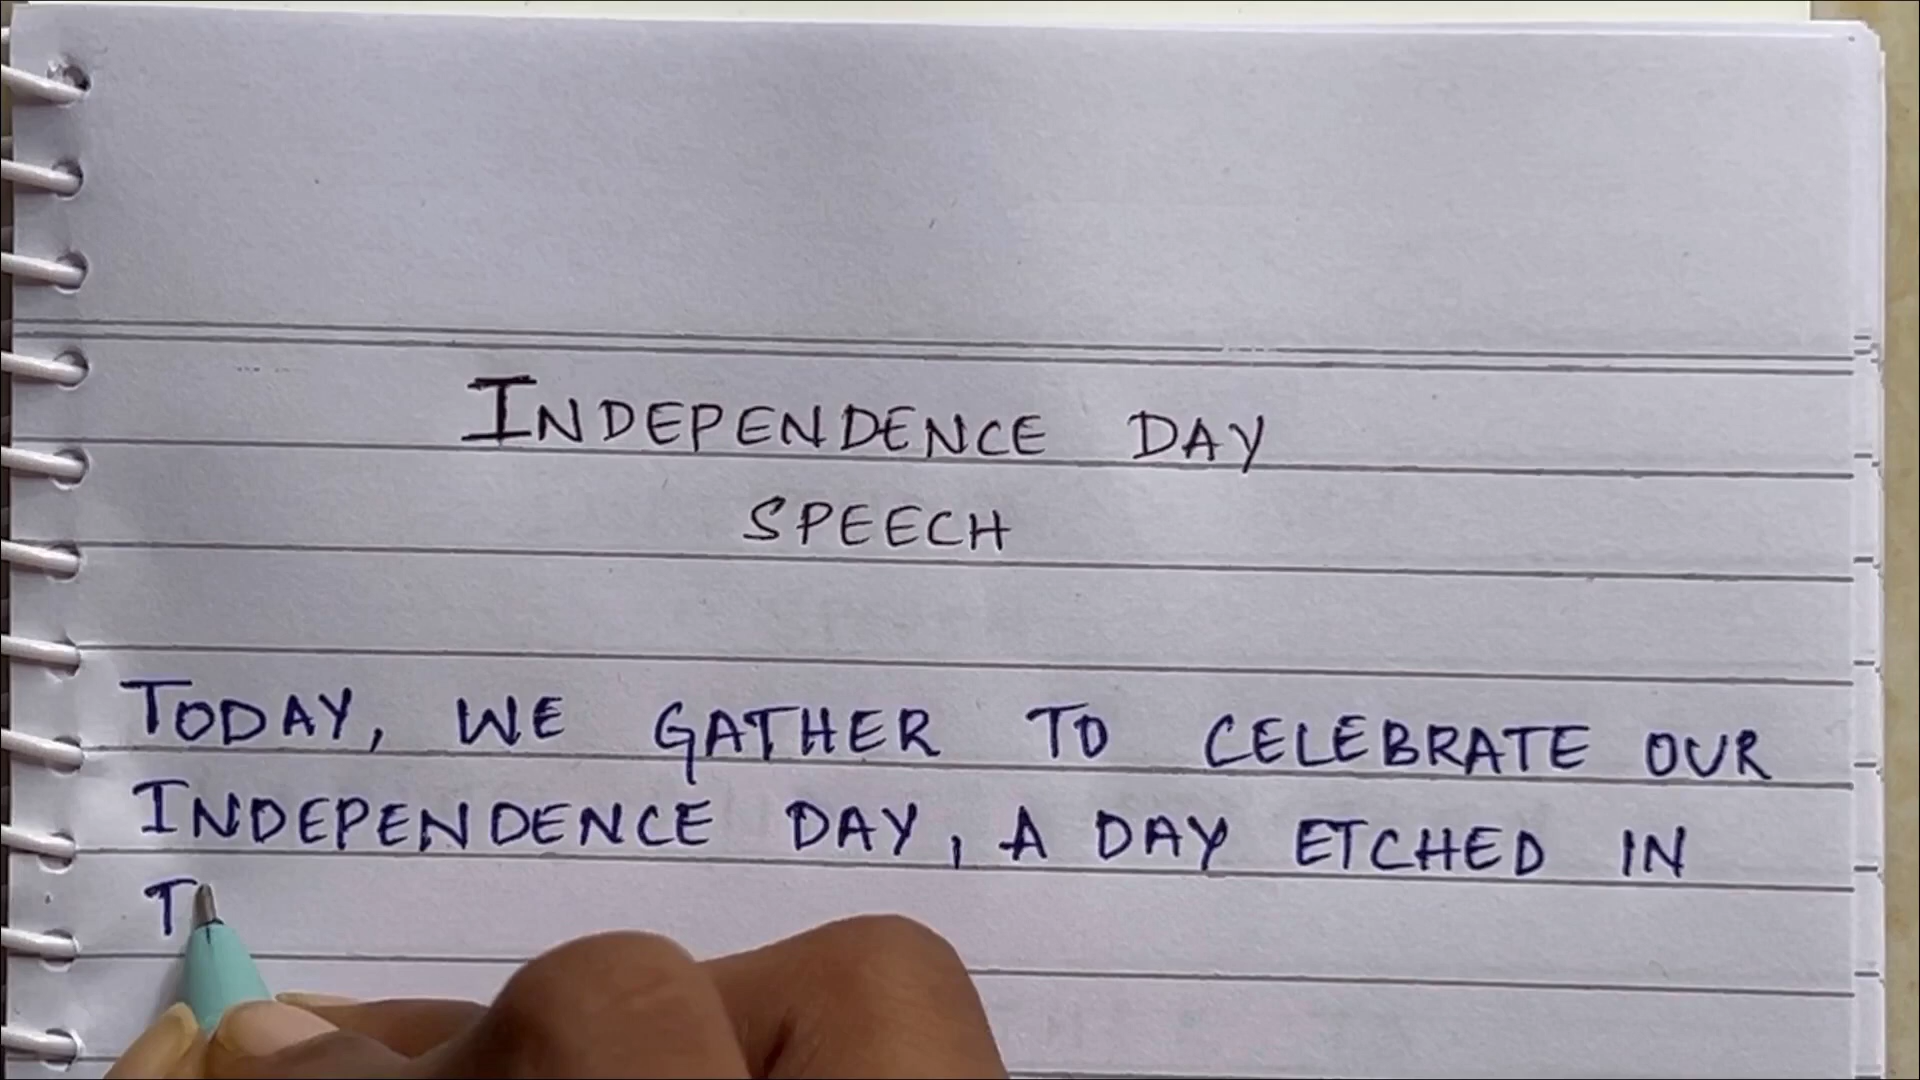 INDEPENDENCE DAY
SPEECH
TODAY, WE GATHER TO CELEBRATE OUR
INDEPENDENCE DAY, A DAY ETCHED IN
T